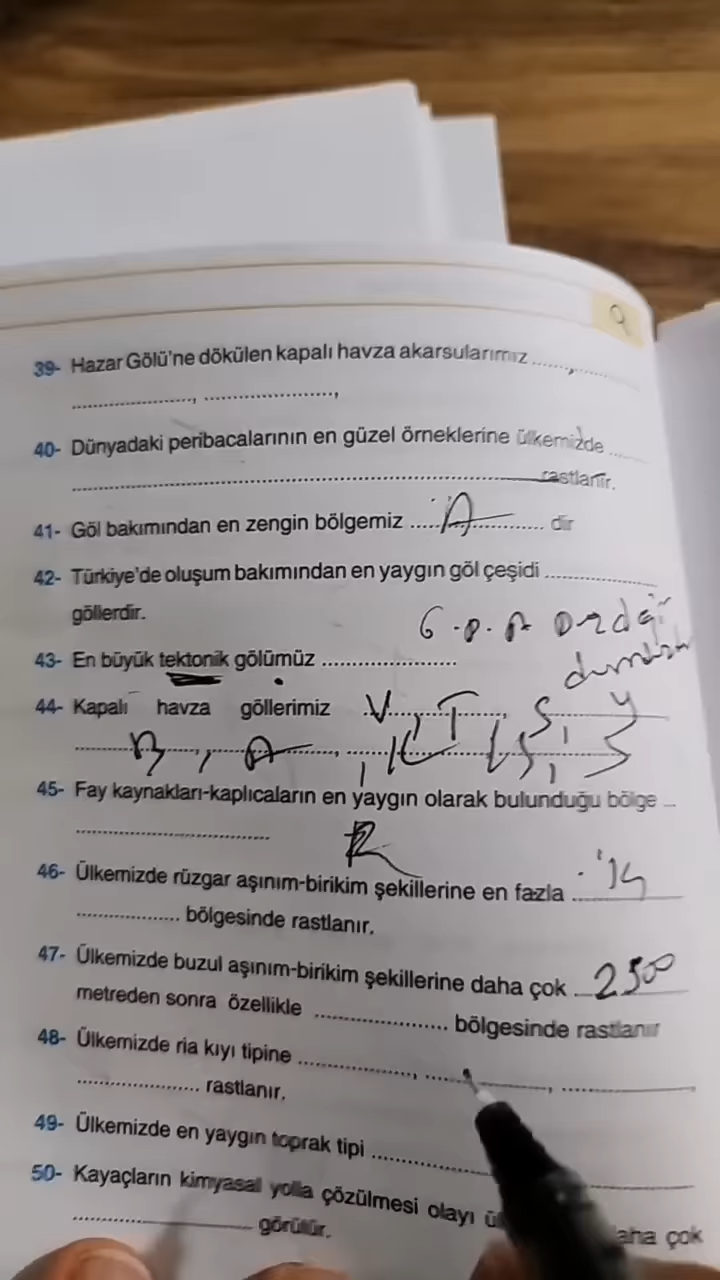 9
39- Hazar Gölü'ne dökülen kapalı havza akarsularımız ......,........
...................., ......................,
40- Dünyadaki peribacalarının en güzel örneklerine ülkemizde ......
.................................................................. rastlanır.
41- Göl bakımından en zengin bölgemiz .....A............. dir
42- Türkiye'de oluşum bakımından en yaygın göl çeşidi ..................
göllerdir.
43- En büyük tektonik gölümüz ......................
44- Kapalı havza göllerimiz V, T, S, Y
B, A, K
45- Fay kaynakları-kaplıcaların en yaygın olarak bulunduğu bölge ...
................................
46- Ülkemizde rüzgar aşınım-birikim şekillerine en fazla ..............
.................. bölgesinde rastlanır.
47- Ülkemizde buzul aşınım-birikim şekillerine daha çok ...2500
metreden sonra özellikle ...................... bölgesinde rastlanır
48- Ülkemizde ria kıyı tipine ...................., ...................., ....................
..................... rastlanır.
49- Ülkemizde en yaygın toprak tipi ....................
50- Kayaçların kimyasal yolla çözülmesi olayı
............................ görülür.